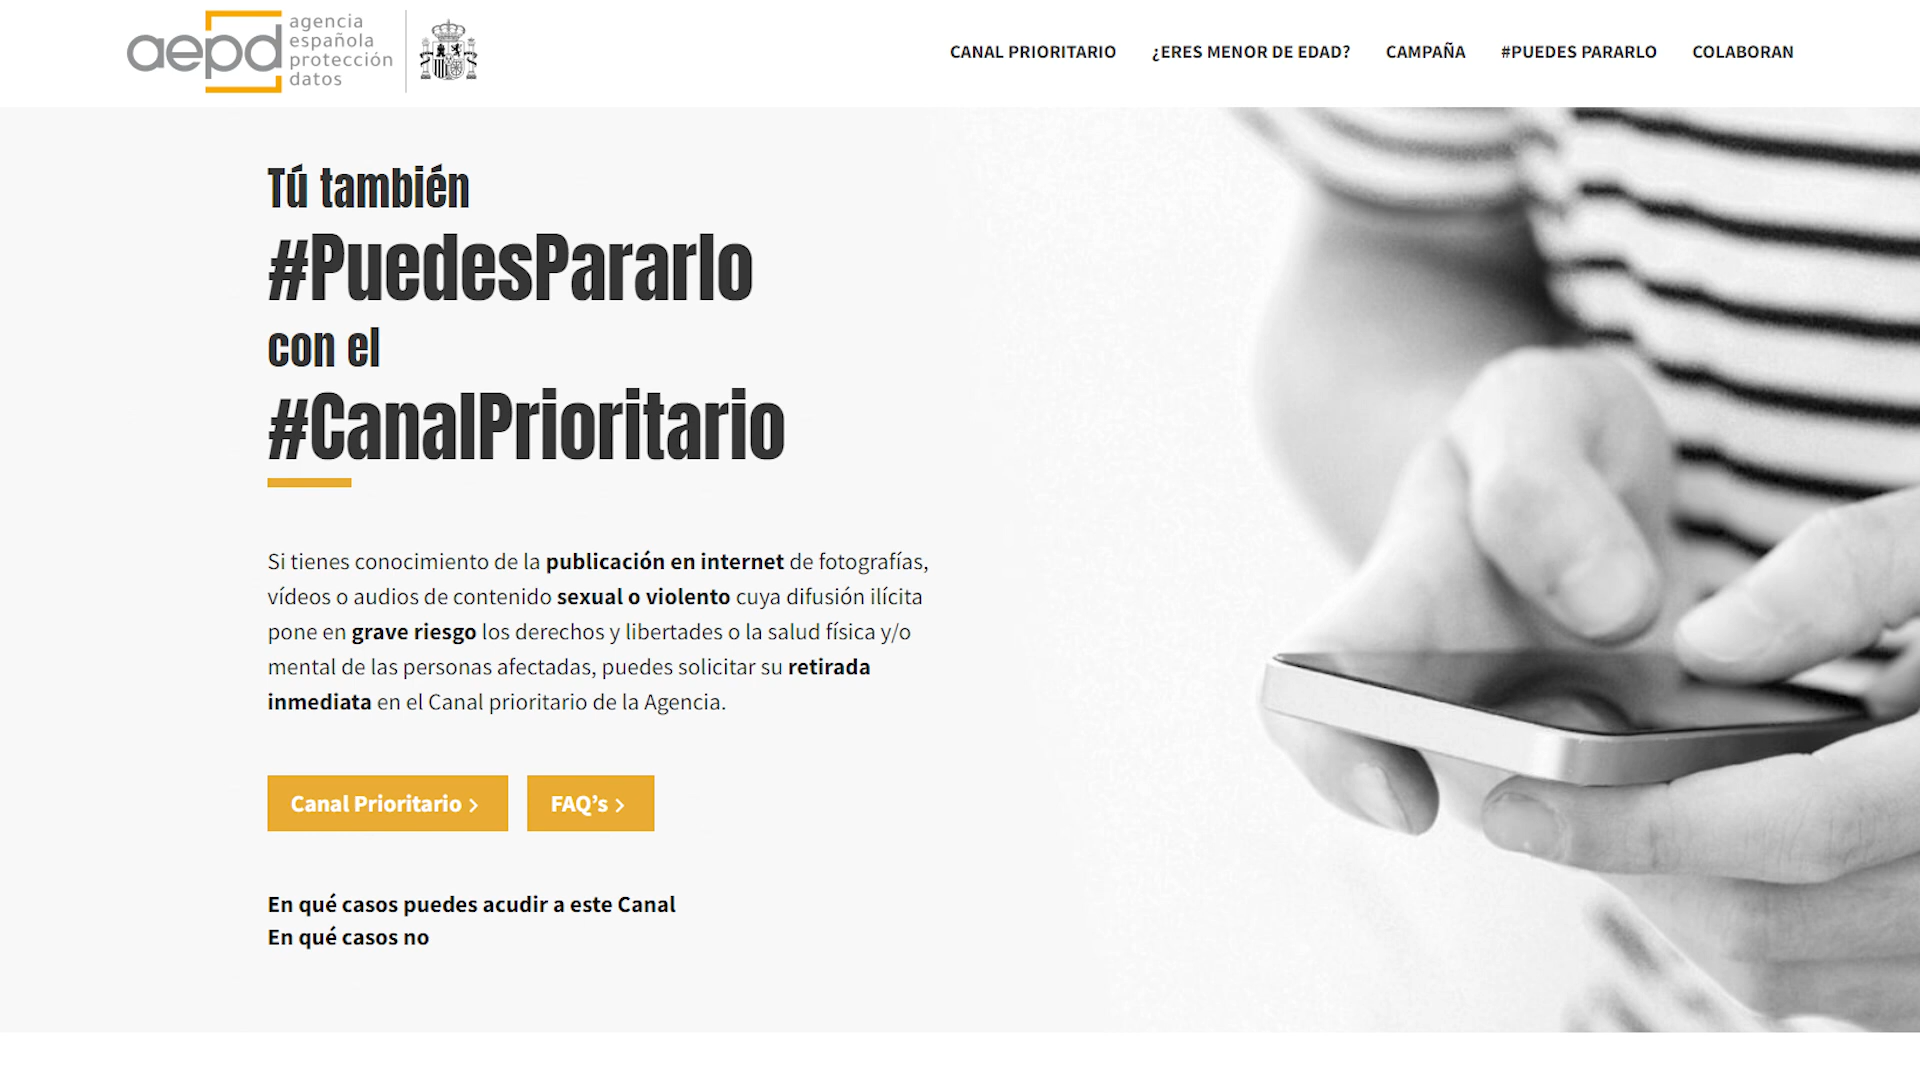 aepd
agencia
española
protección
datos
CANAL PRIORITARIO ¿ERES MENOR DE EDAD? CAMPAÑA #PUEDES PARARLO COLABORAN
Tú también
#PuedesPararlo
con el
#CanalPrioritario
Si tienes conocimiento de la publicación en internet de fotografías,
vídeos o audios de contenido sexual o violento cuya difusión ilícita
pone en grave riesgo los derechos y libertades o la salud física y/o
mental de las personas afectadas, puedes solicitar su retirada
inmediata en el Canal prioritario de la Agencia.
Canal Prioritario > FAQ’s >
En qué casos puedes acudir a este Canal
En qué casos no